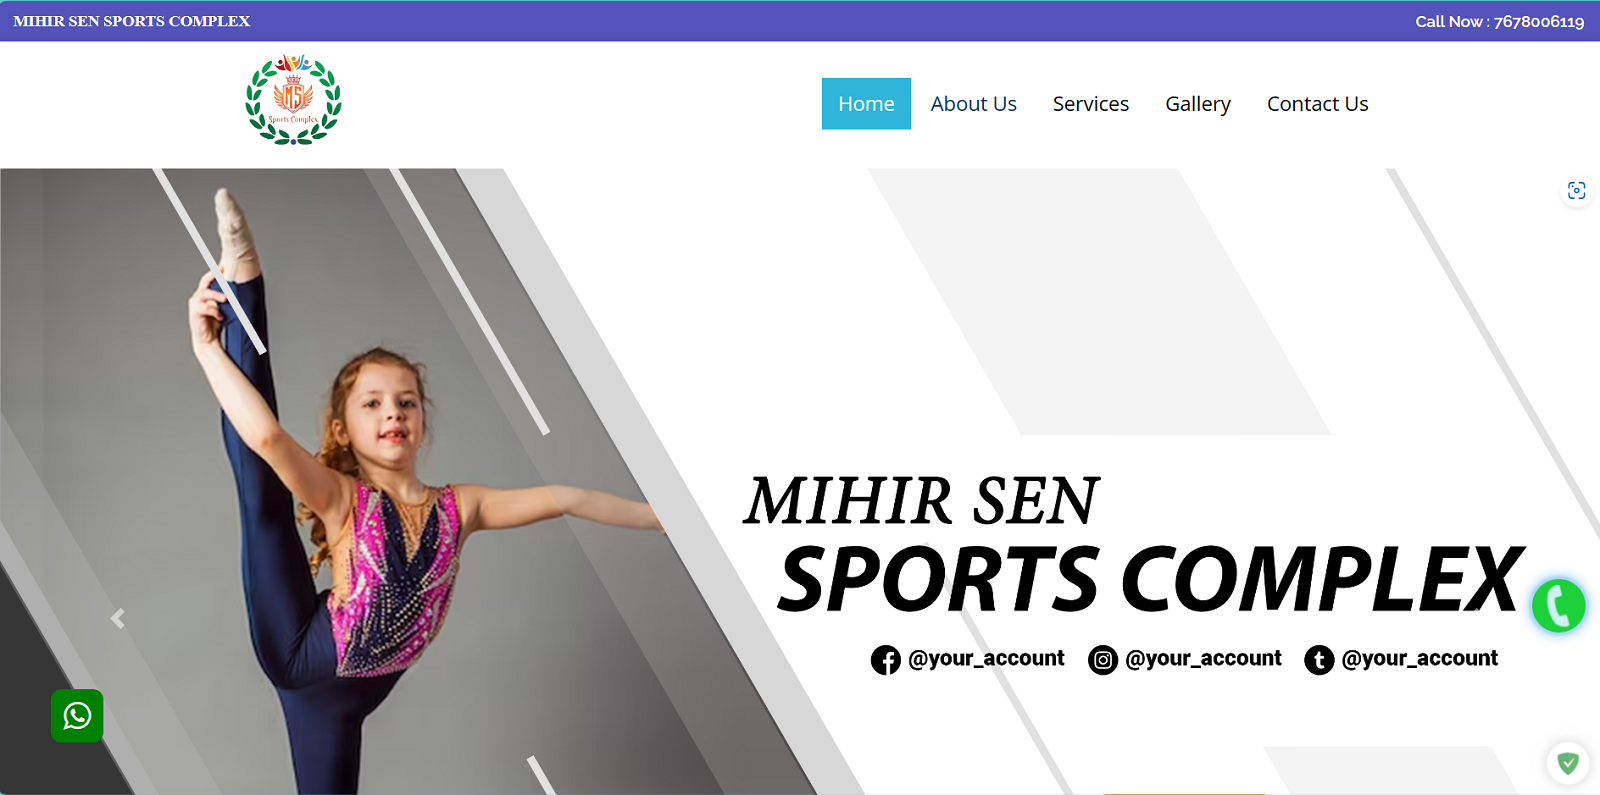 MIHIR SEN SPORTS COMPLEX
Call Now : 7678006119
MS
Sports Complex
Home
About Us
Services
Gallery
Contact Us
MIHIR SEN
SPORTS COMPLEX
@your_account
@your_account
@your_account